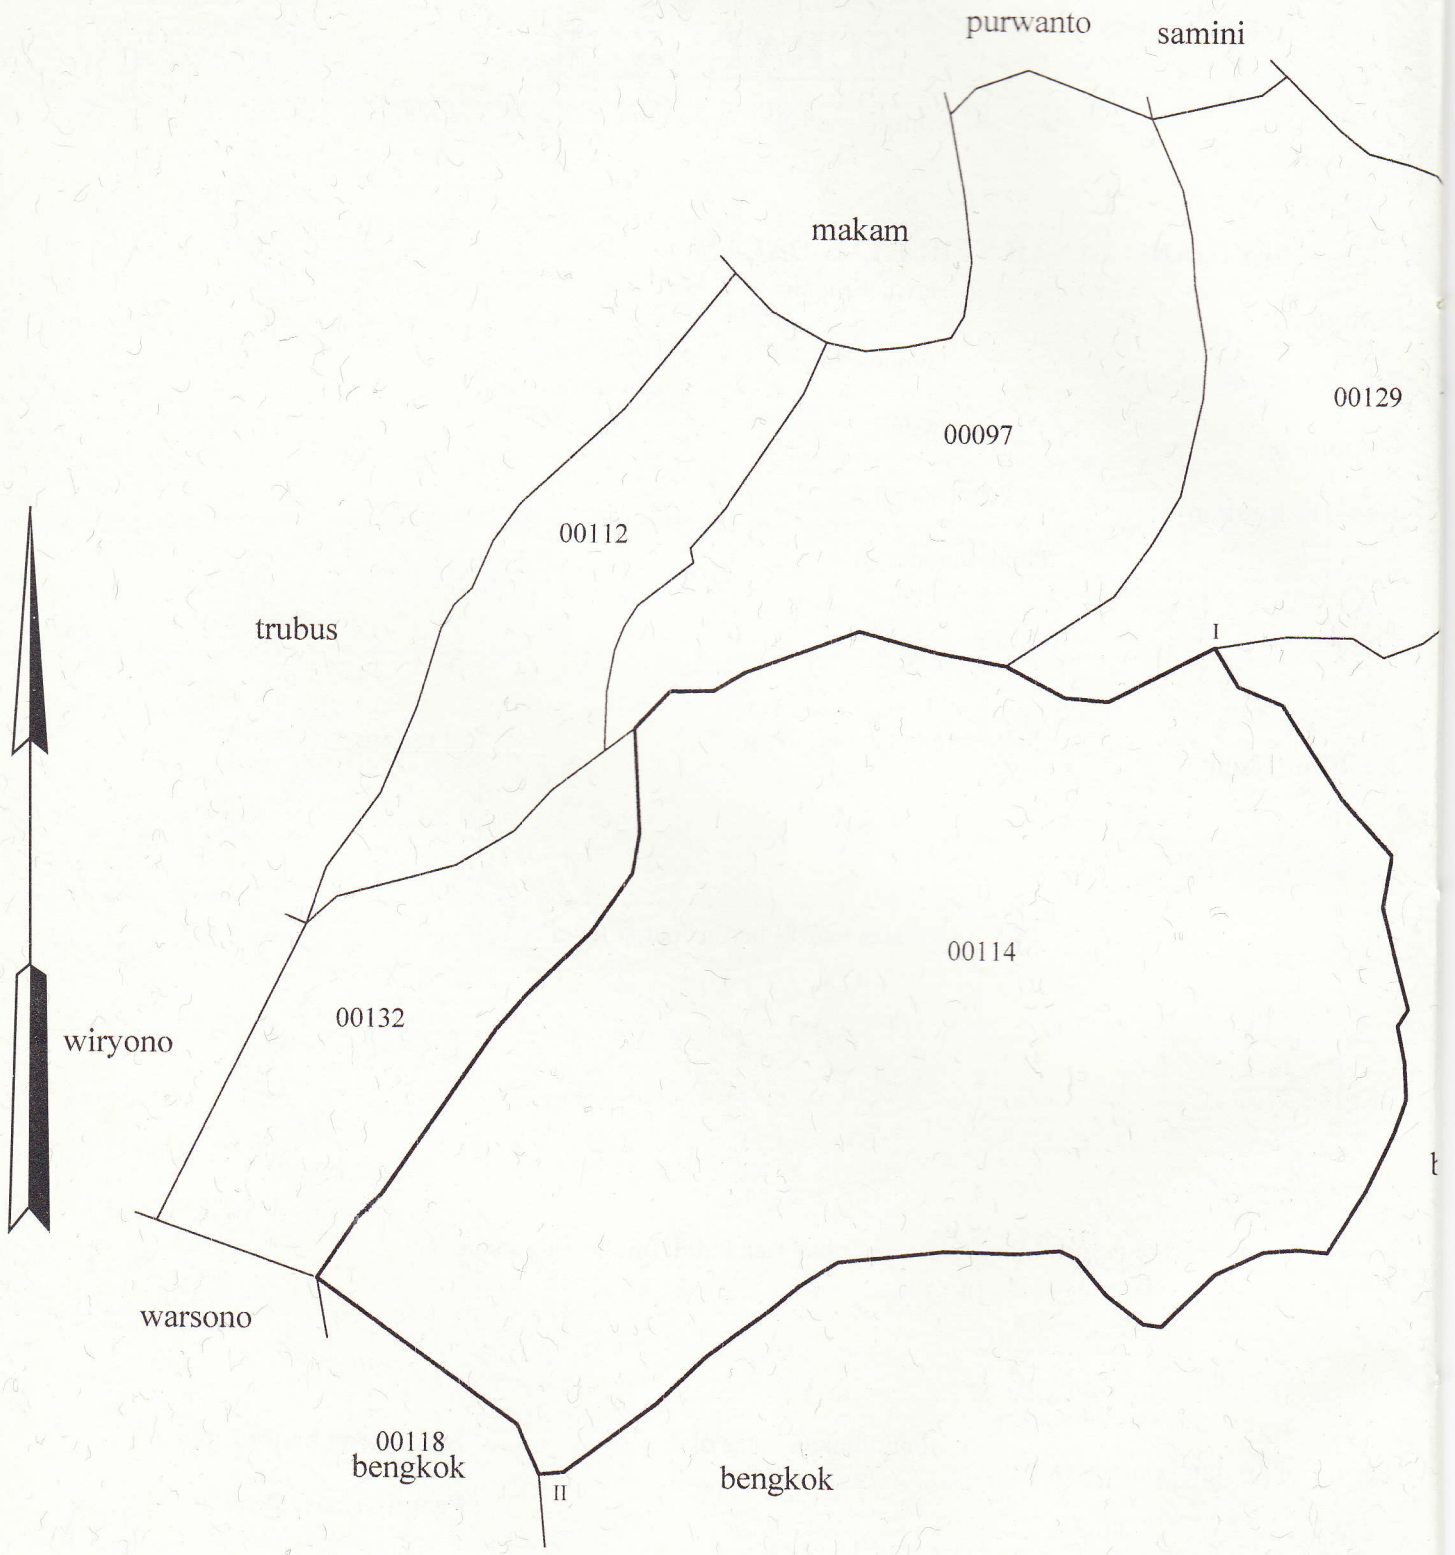 purwanto
samini
makam
00129
00097
00112
trubus
I
00114
00132
wiryono
warsono
00118
bengkok
bengkok
II